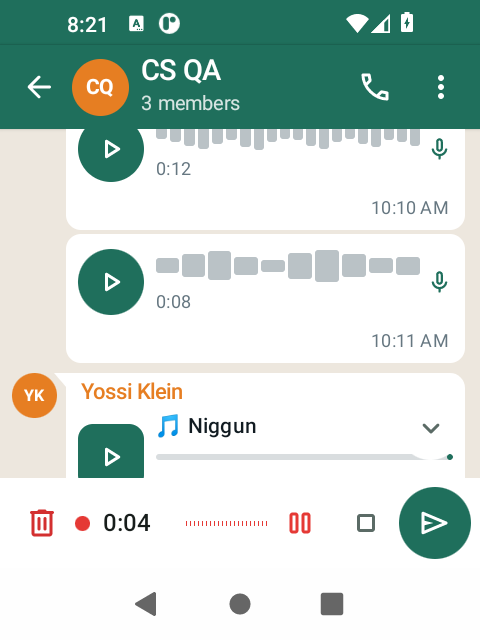 8:21
A
CQ
CS QA
3 members
0:12
10:10 AM
0:08
10:11 AM
YK
Yossi Klein
🎵 Niggun
0:04